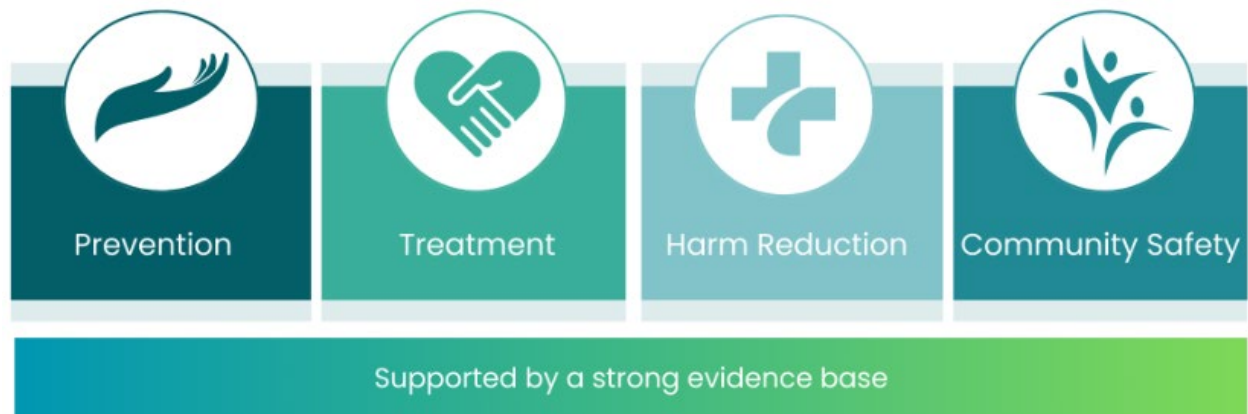 Prevention
Treatment
Harm Reduction
Community Safety
Supported by a strong evidence base